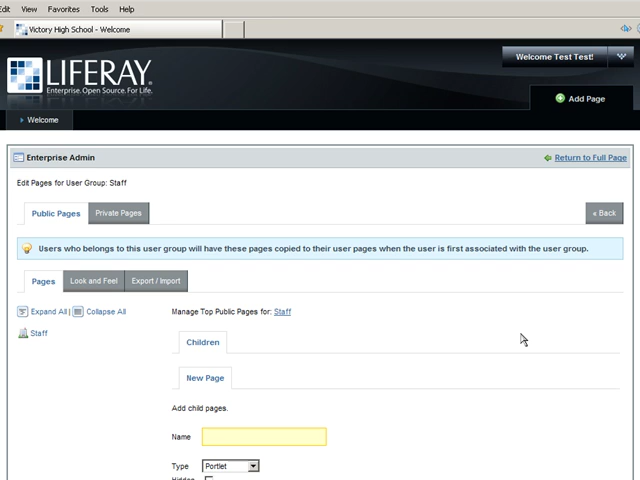 Edit View Favorites Tools Help
Victory High School - Welcome
LIFERAY.
Enterprise. Open Source. For Life.
Welcome Test Test!
Add Page
Welcome
Enterprise Admin
Return to Full Page
Edit Pages for User Group: Staff
Public Pages Private Pages
« Back
Users who belongs to this user group will have these pages copied to their user pages when the user is first associated with the user group.
Pages Look and Feel Export / Import
Expand All | Collapse All
Manage Top Public Pages for: Staff
Staff
Children
New Page
Add child pages.
Name
Type Portlet
Hidden